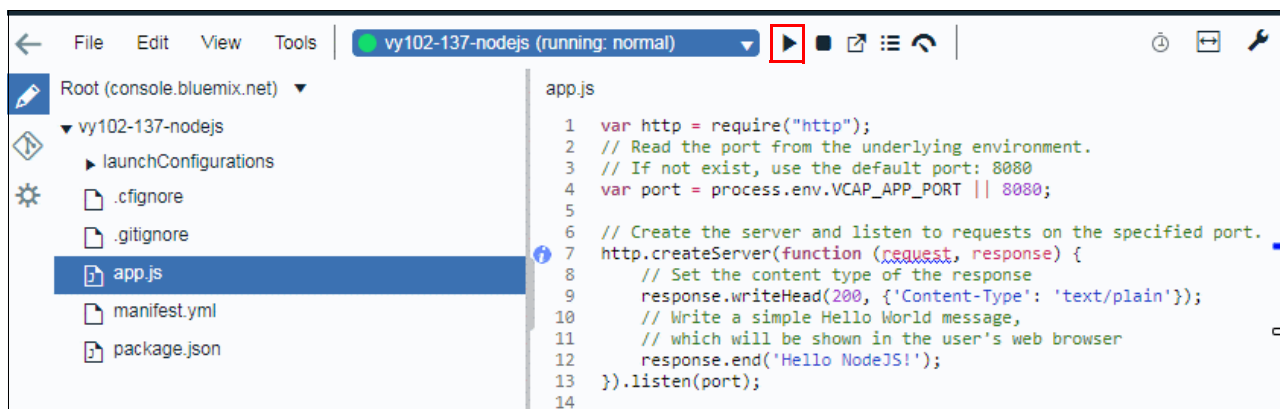 File Edit View Tools vy102-137-nodejs (running: normal)
Root (console.bluemix.net)
vy102-137-nodejs
launchConfigurations
.cfignore
.gitignore
app.js
manifest.yml
package.json
app.js
1 var http = require("http");
2 // Read the port from the underlying environment.
3 // If not exist, use the default port: 8080
4 var port = process.env.VCAP_APP_PORT || 8080;
5
6 // Create the server and listen to requests on the specified port.
7 http.createServer(function (request, response) {
8 // Set the content type of the response
9 response.writeHead(200, {'Content-Type': 'text/plain'});
10 // Write a simple Hello World message,
11 // which will be shown in the user's web browser
12 response.end('Hello NodeJS!');
13 }).listen(port);
14